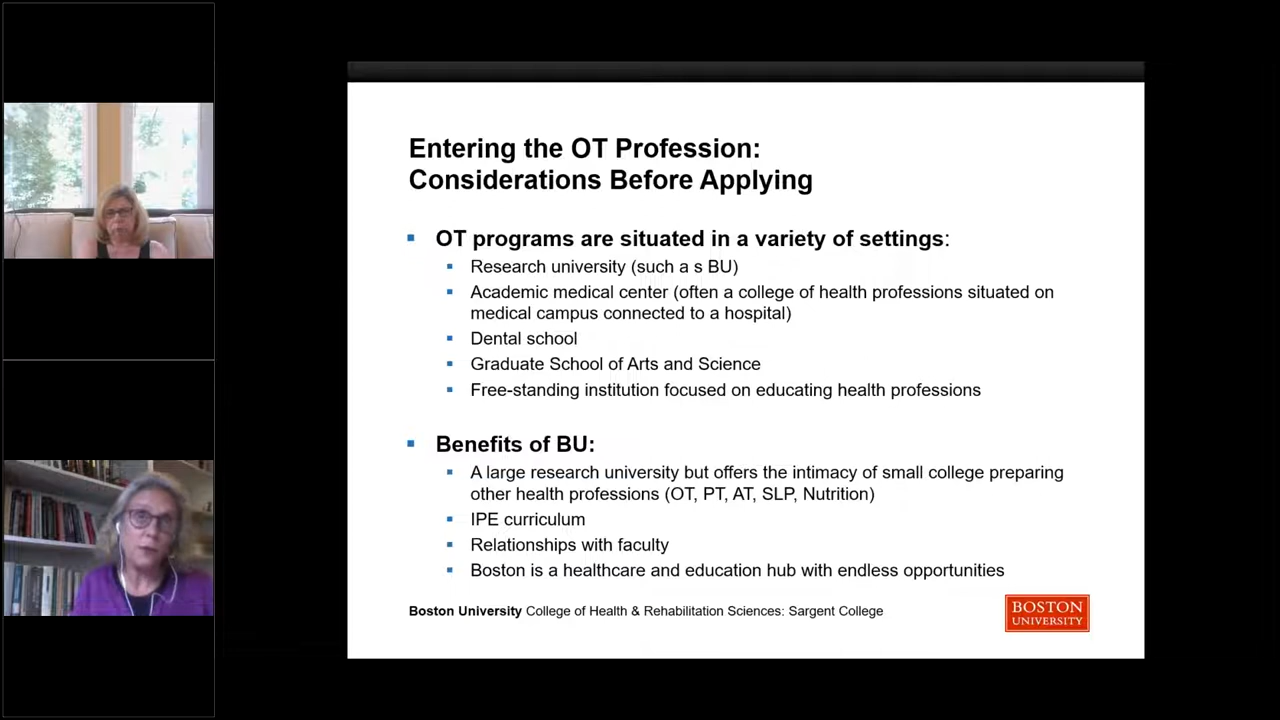 Entering the OT Profession:
Considerations Before Applying
OT programs are situated in a variety of settings:
Research university (such a s BU)
Academic medical center (often a college of health professions situated on
medical campus connected to a hospital)
Dental school
Graduate School of Arts and Science
Free-standing institution focused on educating health professions
Benefits of BU:
A large research university but offers the intimacy of small college preparing
other health professions (OT, PT, AT, SLP, Nutrition)
IPE curriculum
Relationships with faculty
Boston is a healthcare and education hub with endless opportunities
Boston University College of Health & Rehabilitation Sciences: Sargent College
BOSTON
UNIVERSITY